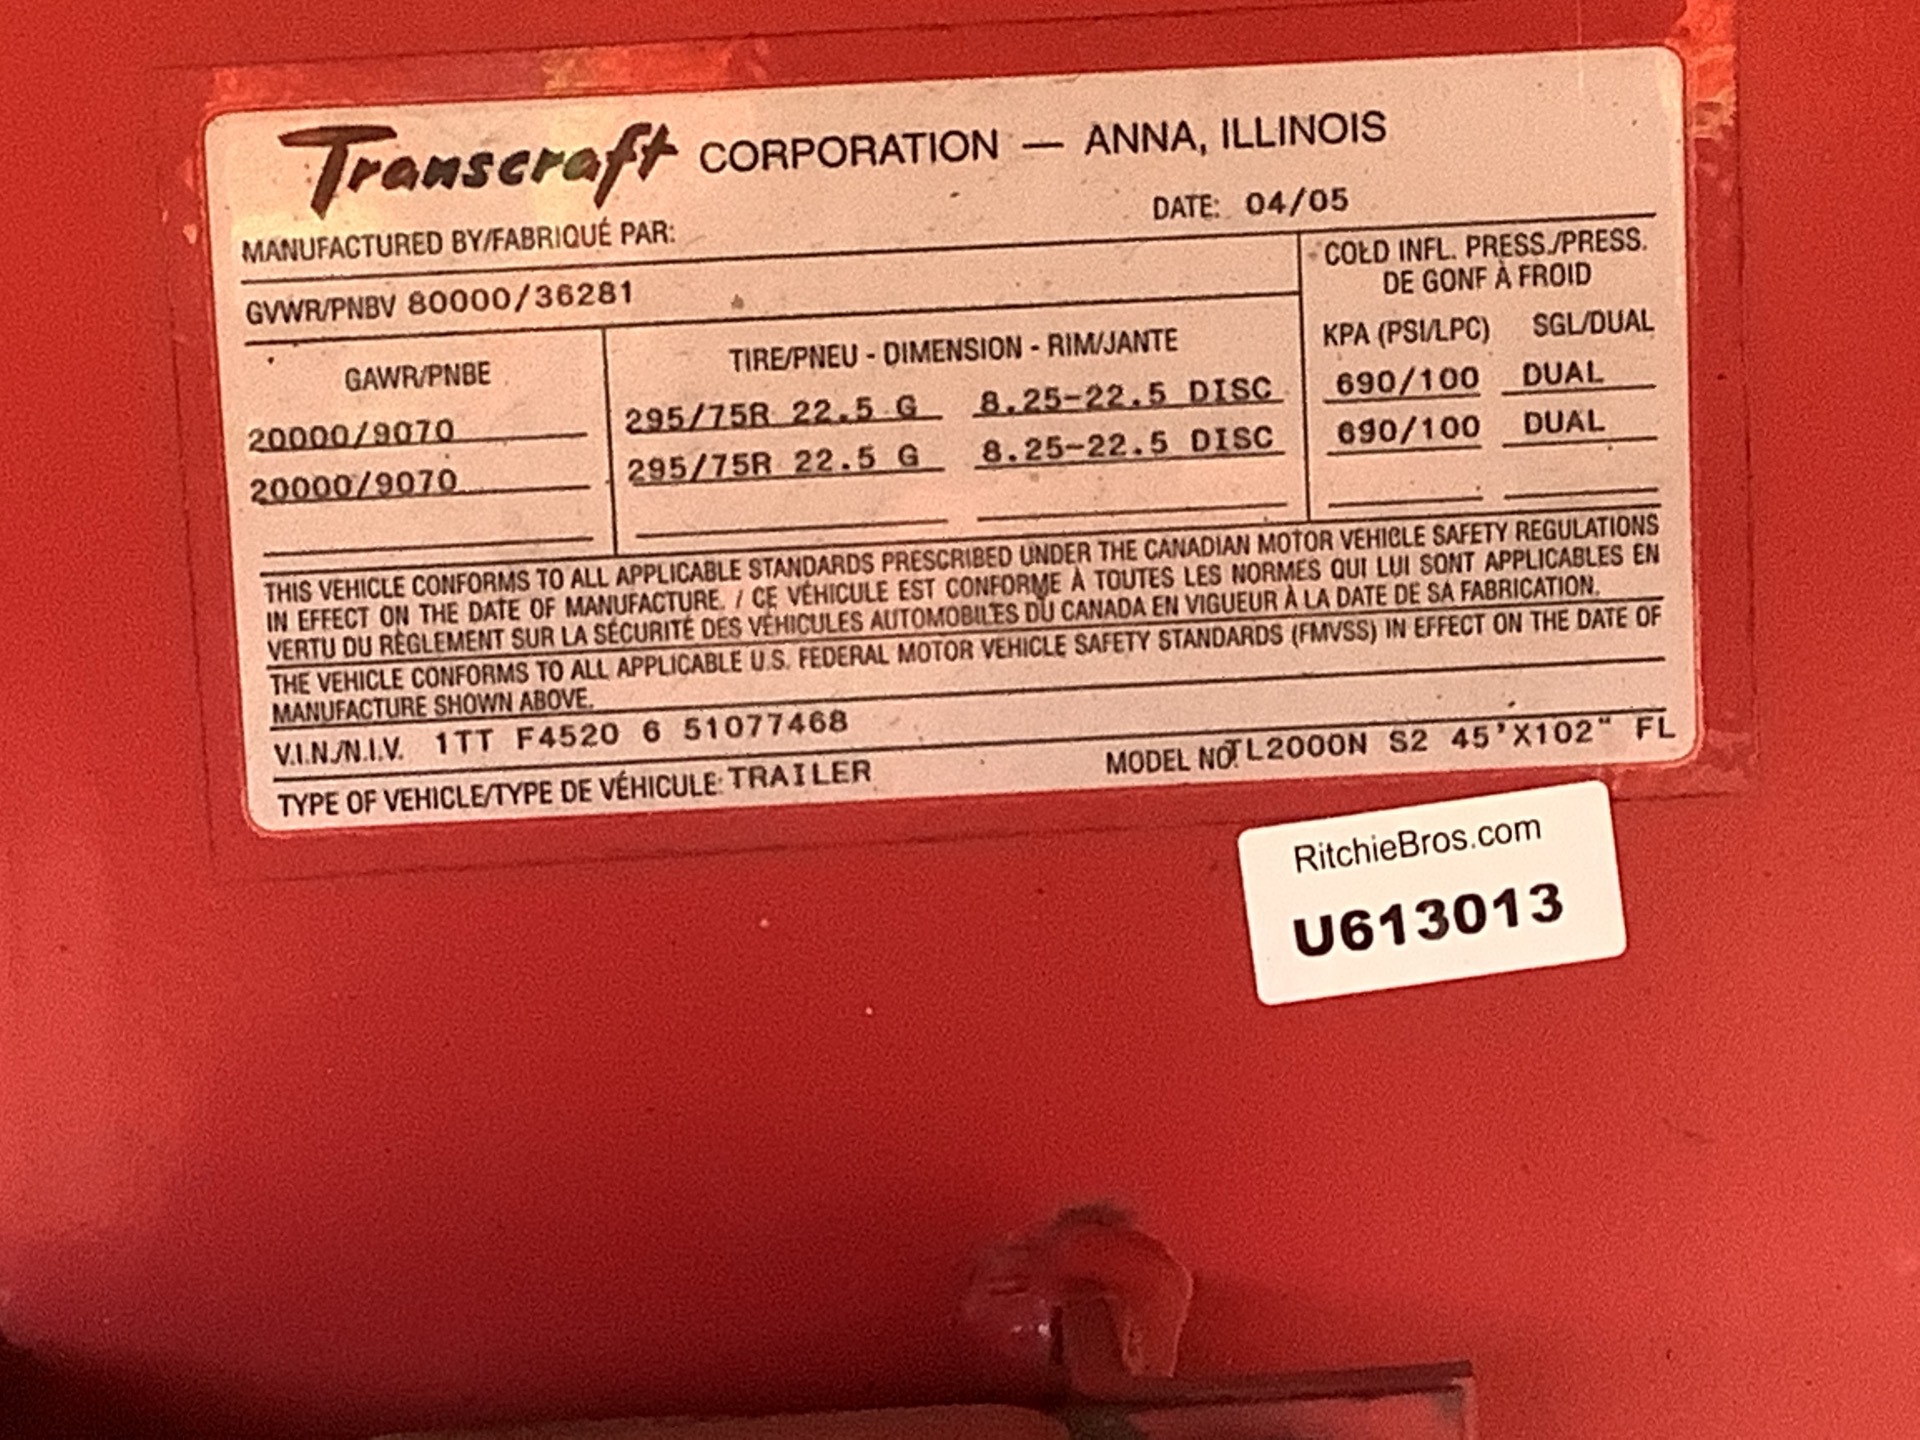 Transcraft CORPORATION — ANNA, ILLINOIS
MANUFACTURED BY/FABRIQUÉ PAR: DATE: 04/05
GVWR/PNBV 80000/36281
COLD INFL. PRESS./PRESS.
DE GONF À FROID
GAWR/PNBE TIRE/PNEU - DIMENSION - RIM/JANTE KPA (PSI/LPC) SGL/DUAL
20000/9070 295/75R 22.5 G 8.25-22.5 DISC 690/100 DUAL
20000/9070 295/75R 22.5 G 8.25-22.5 DISC 690/100 DUAL
THIS VEHICLE CONFORMS TO ALL APPLICABLE STANDARDS PRESCRIBED UNDER THE CANADIAN MOTOR VEHICLE SAFETY REGULATIONS
IN EFFECT ON THE DATE OF MANUFACTURE. / CE VÉHICULE EST CONFORME À TOUTES LES NORMES QUI LUI SONT APPLICABLES EN
VERTU DU RÈGLEMENT SUR LA SÉCURITÉ DES VÉHICULES AUTOMOBILES DU CANADA EN VIGUEUR À LA DATE DE SA FABRICATION.
THE VEHICLE CONFORMS TO ALL APPLICABLE U.S. FEDERAL MOTOR VEHICLE SAFETY STANDARDS (FMVSS) IN EFFECT ON THE DATE OF
MANUFACTURE SHOWN ABOVE.
V.I.N./N.I.V. 1TT F4520 6 51077468
TYPE OF VEHICLE/TYPE DE VÉHICULE: TRAILER MODEL NO. TL2000N S2 45'X102" FL
RitchieBros.com
U613013